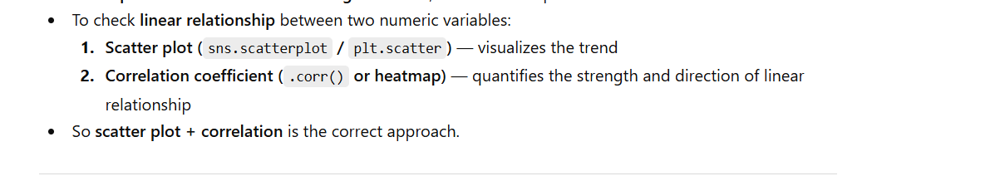 To check linear relationship between two numeric variables:
1. Scatter plot ( sns.scatterplot / plt.scatter ) — visualizes the trend
2. Correlation coefficient ( .corr() or heatmap) — quantifies the strength and direction of linear
relationship
So scatter plot + correlation is the correct approach.